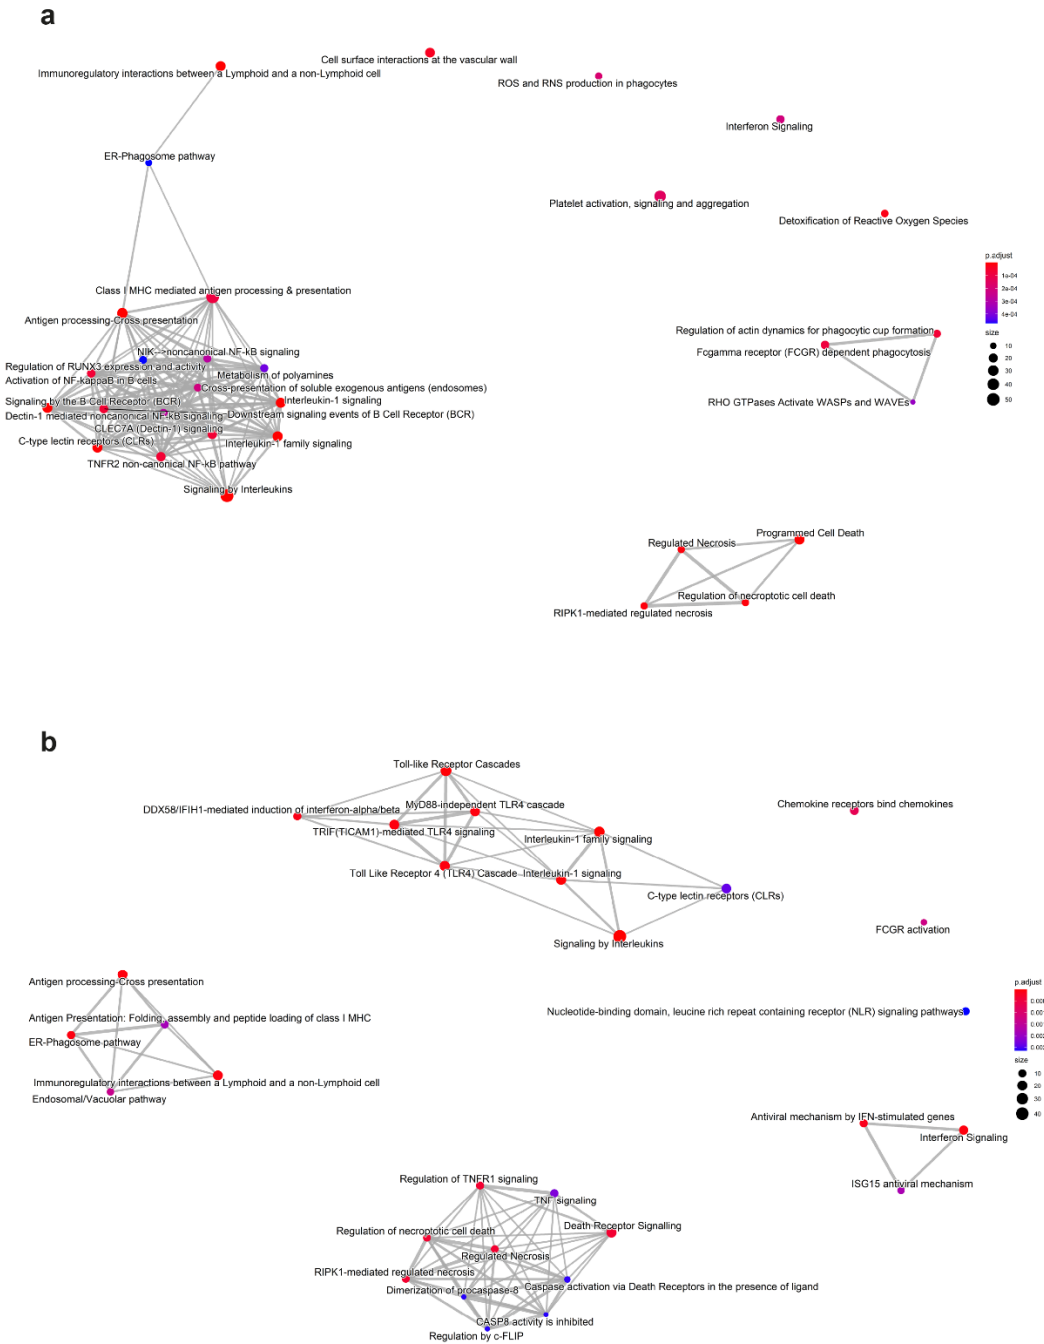 a
Cell surface interactions at the vascular wall
Immunoregulatory interactions between a Lymphoid and a non-Lymphoid cell
ROS and RNS production in phagocytes
Interferon Signaling
ER-Phagosome pathway
Platelet activation, signaling and aggregation
Detoxification of Reactive Oxygen Species
p.adjust
1e-04
2e-04
3e-04
4e-04
size
10
20
30
40
50
Class I MHC mediated antigen processing & presentation
Antigen processing-Cross presentation
Regulation of actin dynamics for phagocytic cup formation
Fcgamma receptor (FCGR) dependent phagocytosis
NIK-->noncanonical NF-kB signaling
Regulation of RUNX3 expression and activity
Metabolism of polyamines
Activation of NF-kappaB in B cells
Cross-presentation of soluble exogenous antigens (endosomes)
Signaling by the B Cell Receptor (BCR)
Interleukin-1 signaling
RHO GTPases Activate WASPs and WAVEs
Dectin-1 mediated noncanonical NF-kB signaling
Downstream signaling events of B Cell Receptor (BCR)
CLEC7A (Dectin-1) signaling
C-type lectin receptors (CLRs)
Interleukin-1 family signaling
TNFR2 non-canonical NF-kB pathway
Signaling by Interleukins
Programmed Cell Death
Regulated Necrosis
Regulation of necroptotic cell death
RIPK1-mediated regulated necrosis
b
Toll-like Receptor Cascades
DDX58/IFIH1-mediated induction of interferon-alpha/beta
MyD88-independent TLR4 cascade
Chemokine receptors bind chemokines
TRIF(TICAM1)-mediated TLR4 signaling
Interleukin-1 family signaling
Toll Like Receptor 4 (TLR4) Cascade
Interleukin-1 signaling
C-type lectin receptors (CLRs)
FCGR activation
Signaling by Interleukins
Antigen processing-Cross presentation
p.adjust
size
10
20
30
40
Nucleotide-binding domain, leucine rich repeat containing receptor (NLR) signaling pathways
Antigen Presentation: Folding, assembly and peptide loading of class I MHC
ER-Phagosome pathway
Immunoregulatory interactions between a Lymphoid and a non-Lymphoid cell
Endosomal/Vacuolar pathway
Antiviral mechanism by IFN-stimulated genes
Interferon Signaling
ISG15 antiviral mechanism
Regulation of TNFR1 signaling
TNF signaling
Regulation of necroptotic cell death
Death Receptor Signalling
Regulated Necrosis
RIPK1-mediated regulated necrosis
Dimerization of procaspase-8
Caspase activation via Death Receptors in the presence of ligand
CASP8 activity is inhibited
Regulation by c-FLIP